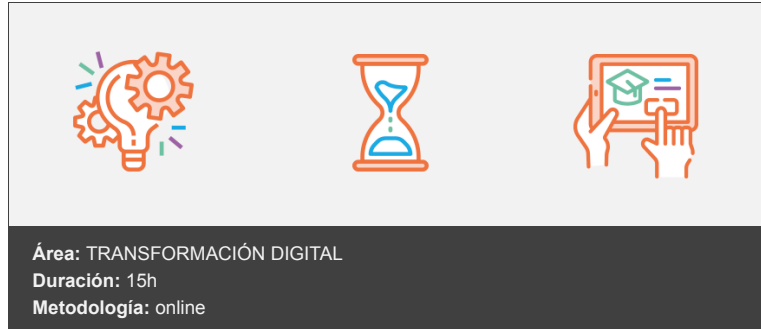 Área: TRANSFORMACIÓN DIGITAL
Duración: 15h
Metodología: online